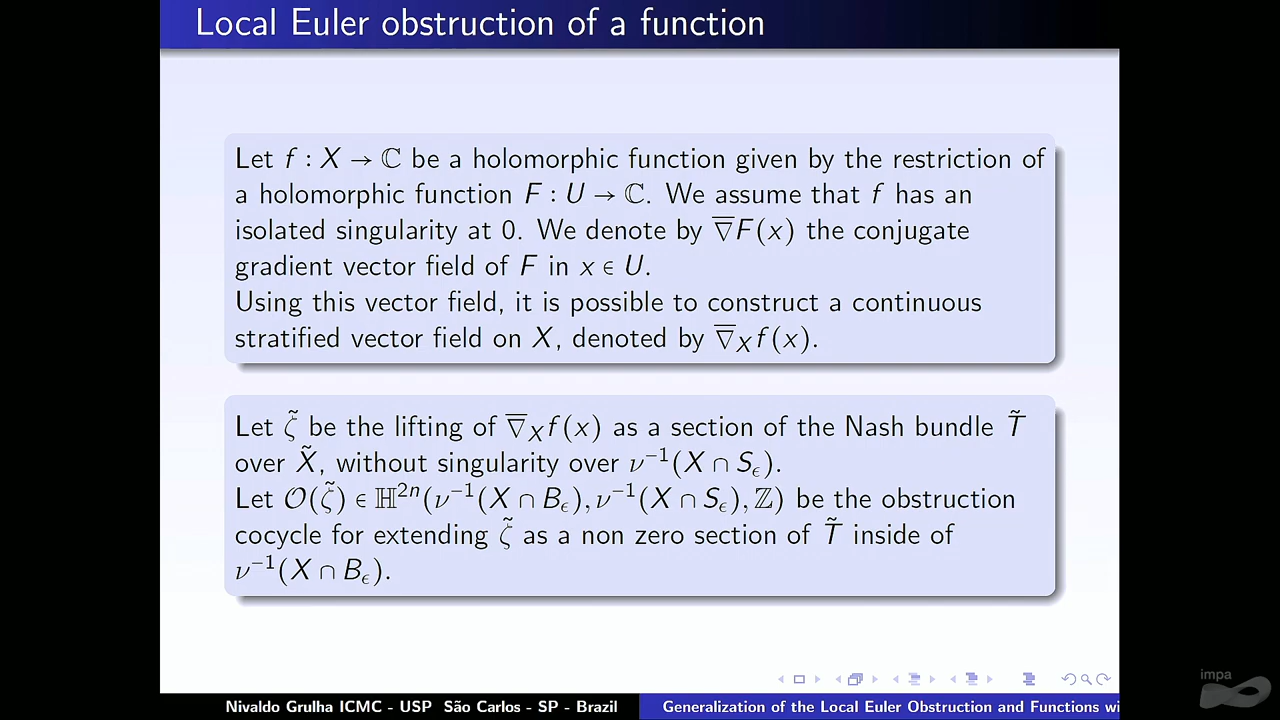 Local Euler obstruction of a function
Let f : X → ℂ be a holomorphic function given by the restriction of
a holomorphic function F : U → ℂ. We assume that f has an
isolated singularity at 0. We denote by ∇̅F(x) the conjugate
gradient vector field of F in x ∈ U.
Using this vector field, it is possible to construct a continuous
stratified vector field on X, denoted by ∇̅_X f(x).
Let ζ̃ be the lifting of ∇̅_X f(x) as a section of the Nash bundle T̃
over X̃, without singularity over ν⁻¹(X ∩ S_ϵ).
Let 𝒪(ζ̃) ∈ ℍ²ⁿ(ν⁻¹(X ∩ B_ϵ), ν⁻¹(X ∩ S_ϵ), ℤ) be the obstruction
cocycle for extending ζ̃ as a non zero section of T̃ inside of
ν⁻¹(X ∩ B_ϵ).
impa
Nivaldo Grulha ICMC - USP São Carlos - SP - Brazil
Generalization of the Local Euler Obstruction and Functions wi